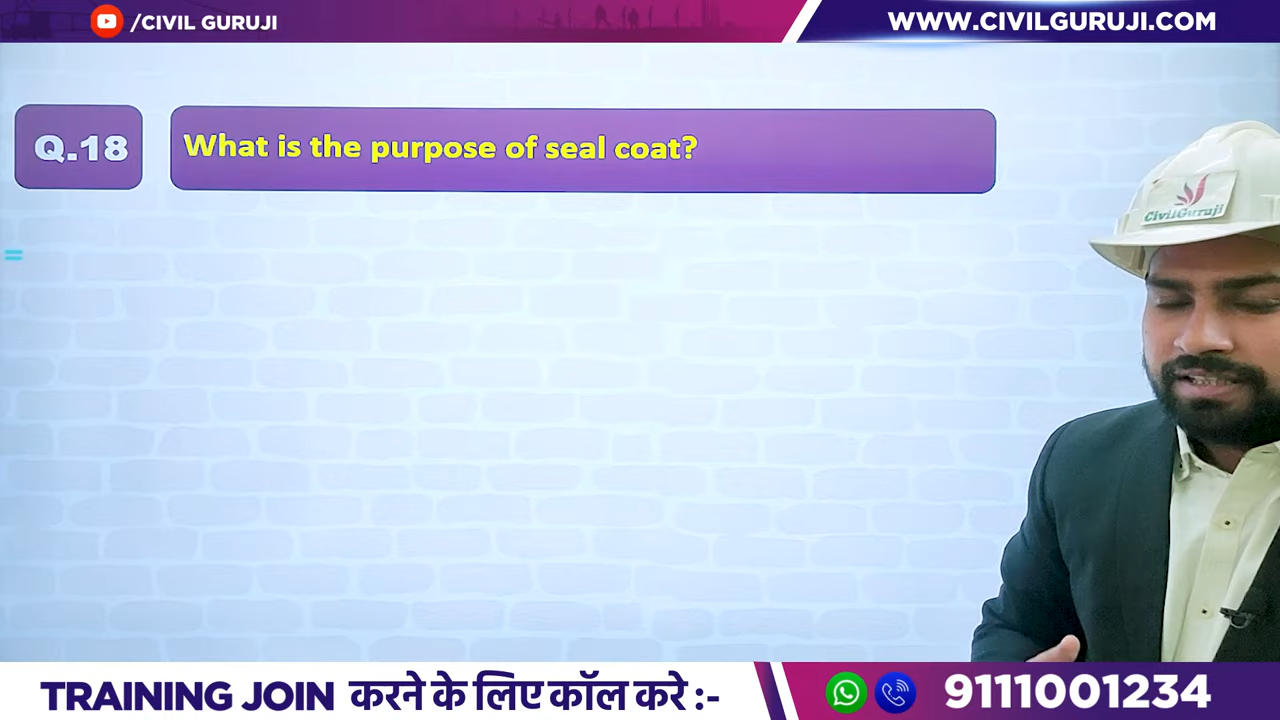 /CIVIL GURUJI
WWW.CIVILGURUJI.COM
Q.18
What is the purpose of seal coat?
=
CivilGuruji
TRAINING JOIN करने के लिए कॉल करे :-
9111001234